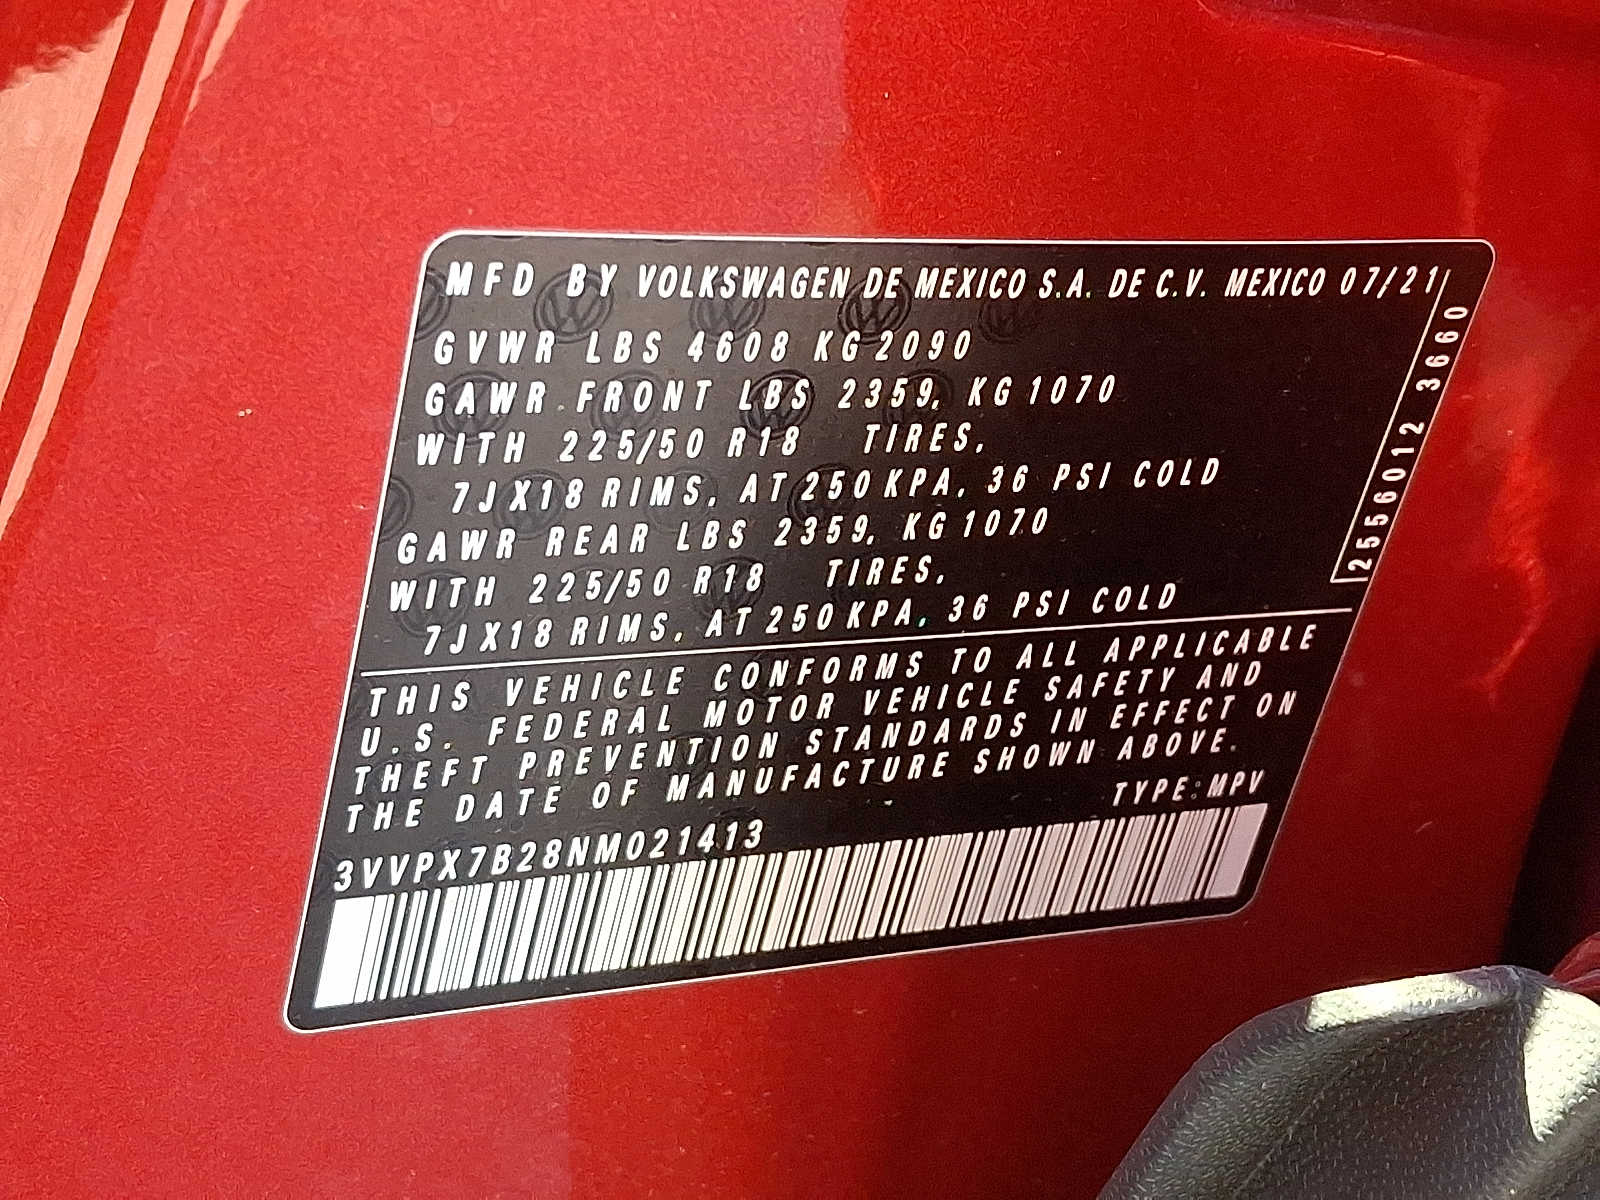 MFD BY VOLKSWAGEN DE MEXICO S.A. DE C.V. MEXICO 07/21
GVWR LBS 4608 KG 2090
GAWR FRONT LBS 2359, KG 1070
WITH 225/50 R18 TIRES,
7JX18 RIMS, AT 250 KPA, 36 PSI COLD
GAWR REAR LBS 2359, KG 1070
WITH 225/50 R18 TIRES,
7JX18 RIMS, AT 250 KPA, 36 PSI COLD
2556012 3660
THIS VEHICLE CONFORMS TO ALL APPLICABLE
U.S. FEDERAL MOTOR VEHICLE SAFETY AND
THEFT PREVENTION STANDARDS IN EFFECT ON
THE DATE OF MANUFACTURE SHOWN ABOVE.
TYPE: MPV
3VVPX7B28NM021413